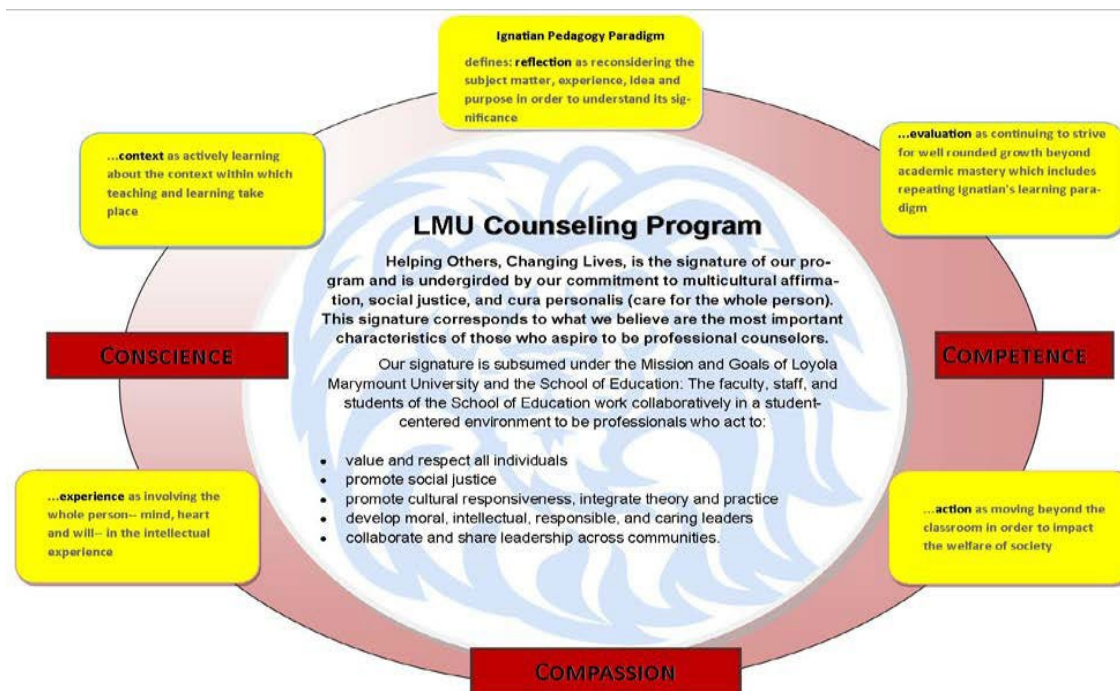 Ignatian Pedagogy Paradigm
defines: reflection as reconsidering the
subject matter, experience, idea and
purpose in order to understand its sig-
nificance
...context as actively learning
about the context within which
teaching and learning take
place
...evaluation as continuing to strive
for well rounded growth beyond
academic mastery which includes
repeating Ignatian's learning para-
digm
LMU Counseling Program
Helping Others, Changing Lives, is the signature of our pro-
gram and is undergirded by our commitment to multicultural affirma-
tion, social justice, and cura personalis (care for the whole person).
This signature corresponds to what we believe are the most important
characteristics of those who aspire to be professional counselors.
CONSCIENCE
COMPETENCE
Our signature is subsumed under the Mission and Goals of Loyola
Marymount University and the School of Education: The faculty, staff, and
students of the School of Education work collaboratively in a student-
centered environment to be professionals who act to:
• value and respect all individuals
• promote social justice
• promote cultural responsiveness, integrate theory and practice
• develop moral, intellectual, responsible, and caring leaders
• collaborate and share leadership across communities.
...experience as involving the
whole person-- mind, heart
and will-- in the intellectual
experience
...action as moving beyond the
classroom in order to impact
the welfare of society
COMPASSION